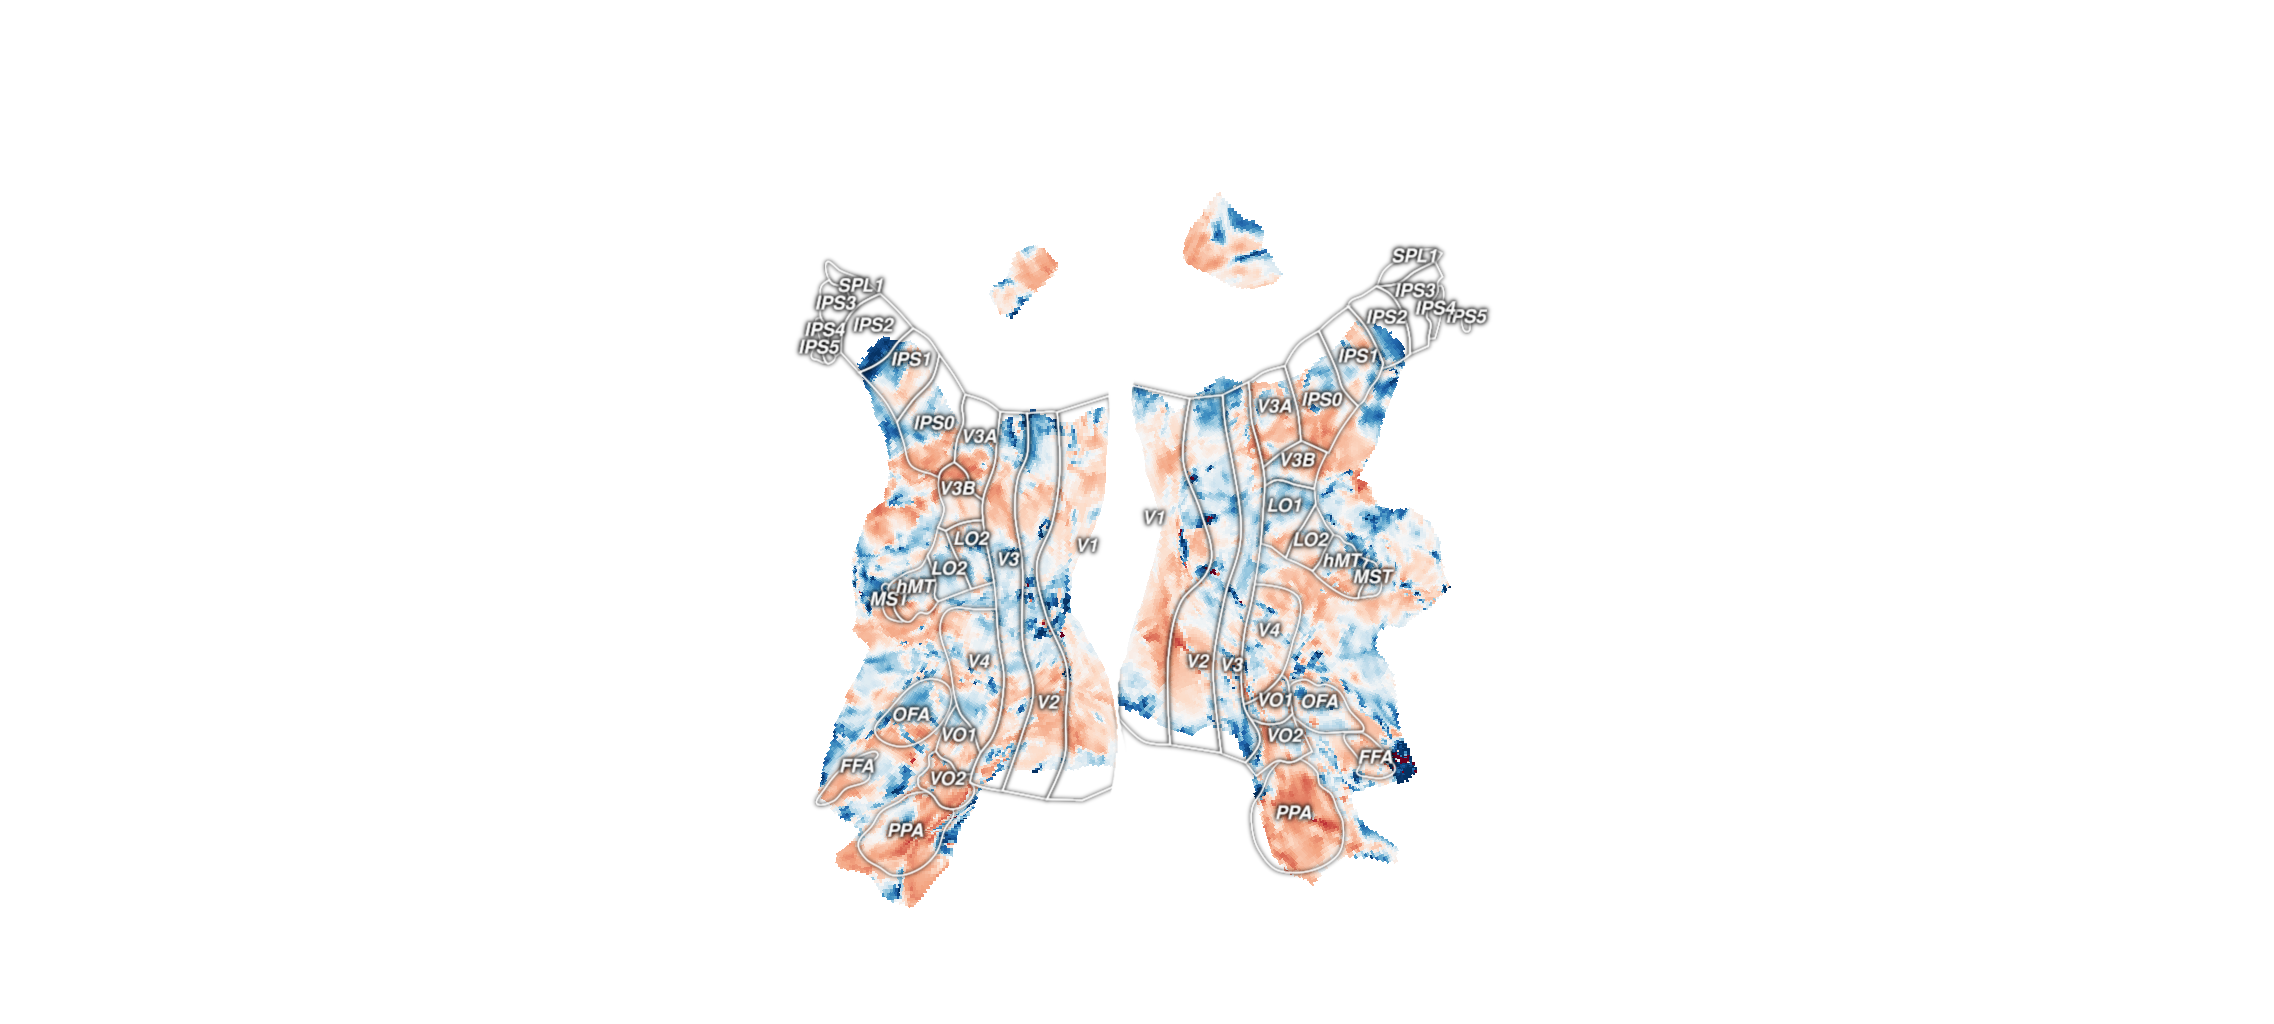 SPL1
IPS3
IPS2
IPS4
IPS5
IPS1
IPS0
V3A
V3B
LO2
V3
LO2
hMT
MST
V1
V4
V2
OFA
VO1
FFA
VO2
PPA
SPL1
IPS3
IPS4
IPS5
IPS2
IPS1
IPS0
V3A
V3B
LO1
V1
LO2
hMT
MST
V4
V2
V3
VO1
OFA
VO2
FFA
PPA